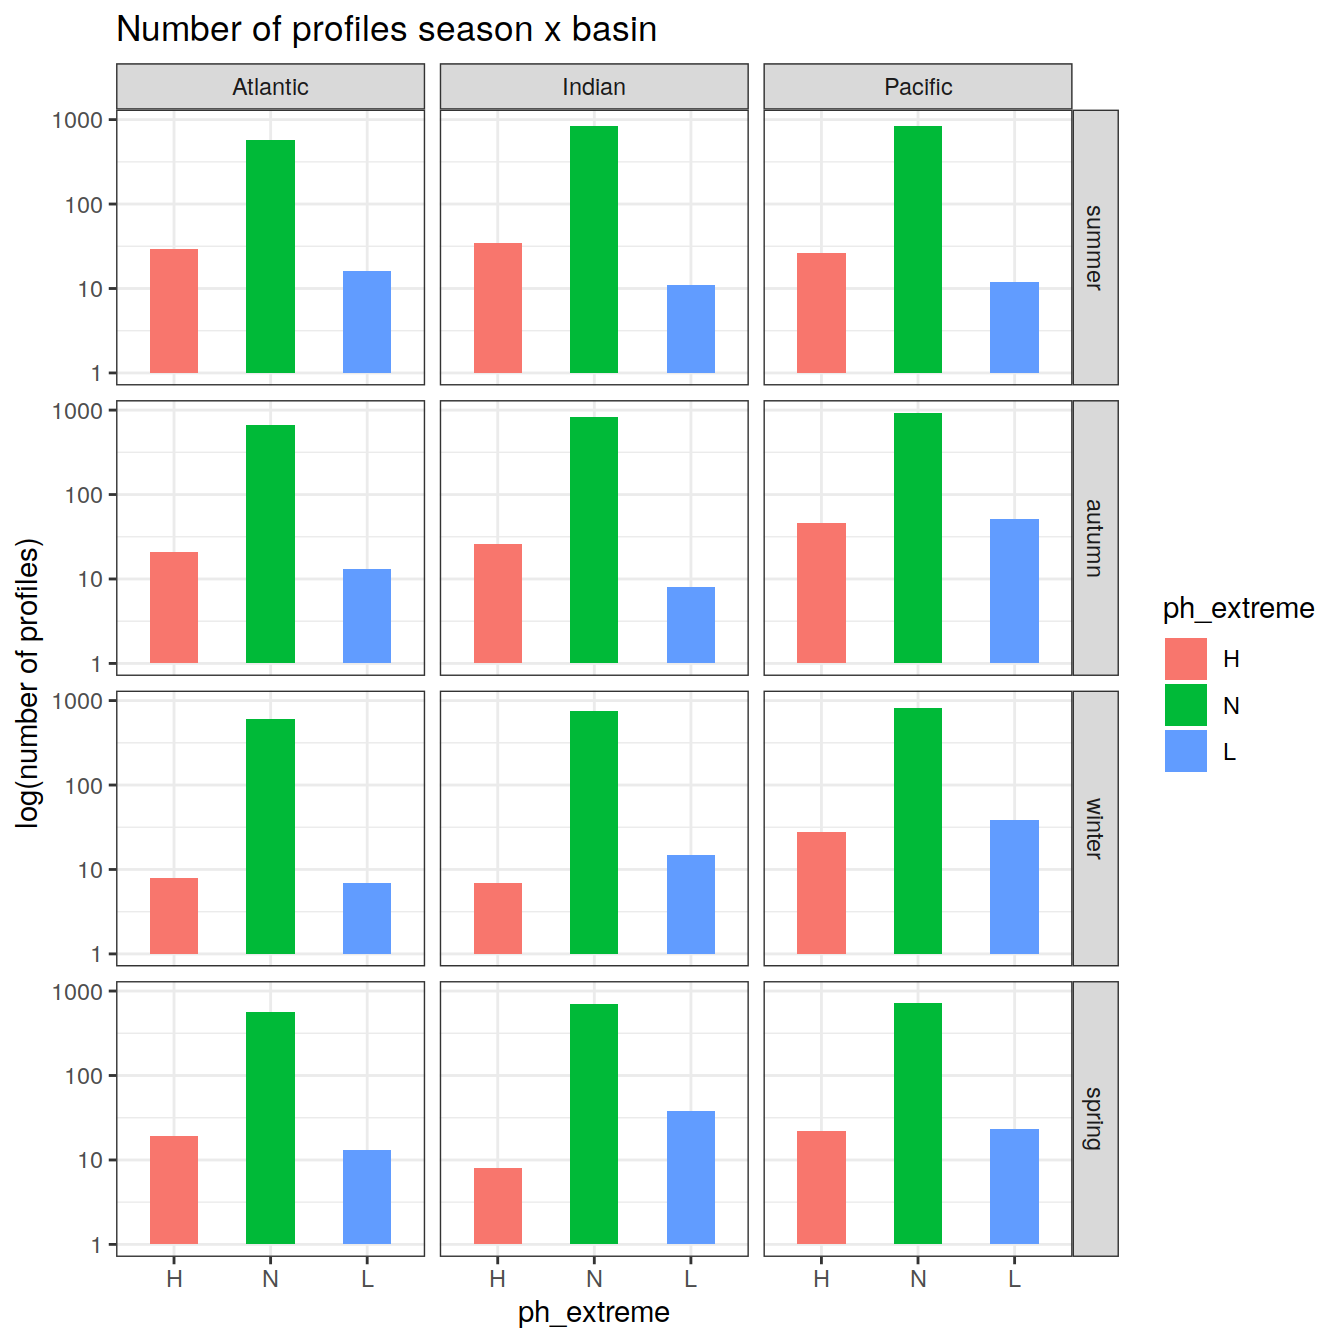 Number of profiles season x basin
Atlantic Indian Pacific
1000
100
10
1
summer
1000
100
10
1
autumn
1000
100
10
1
winter
1000
100
10
1
spring
log(number of profiles)
H N L H N L H N L
ph_extreme
ph_extreme
H
N
L